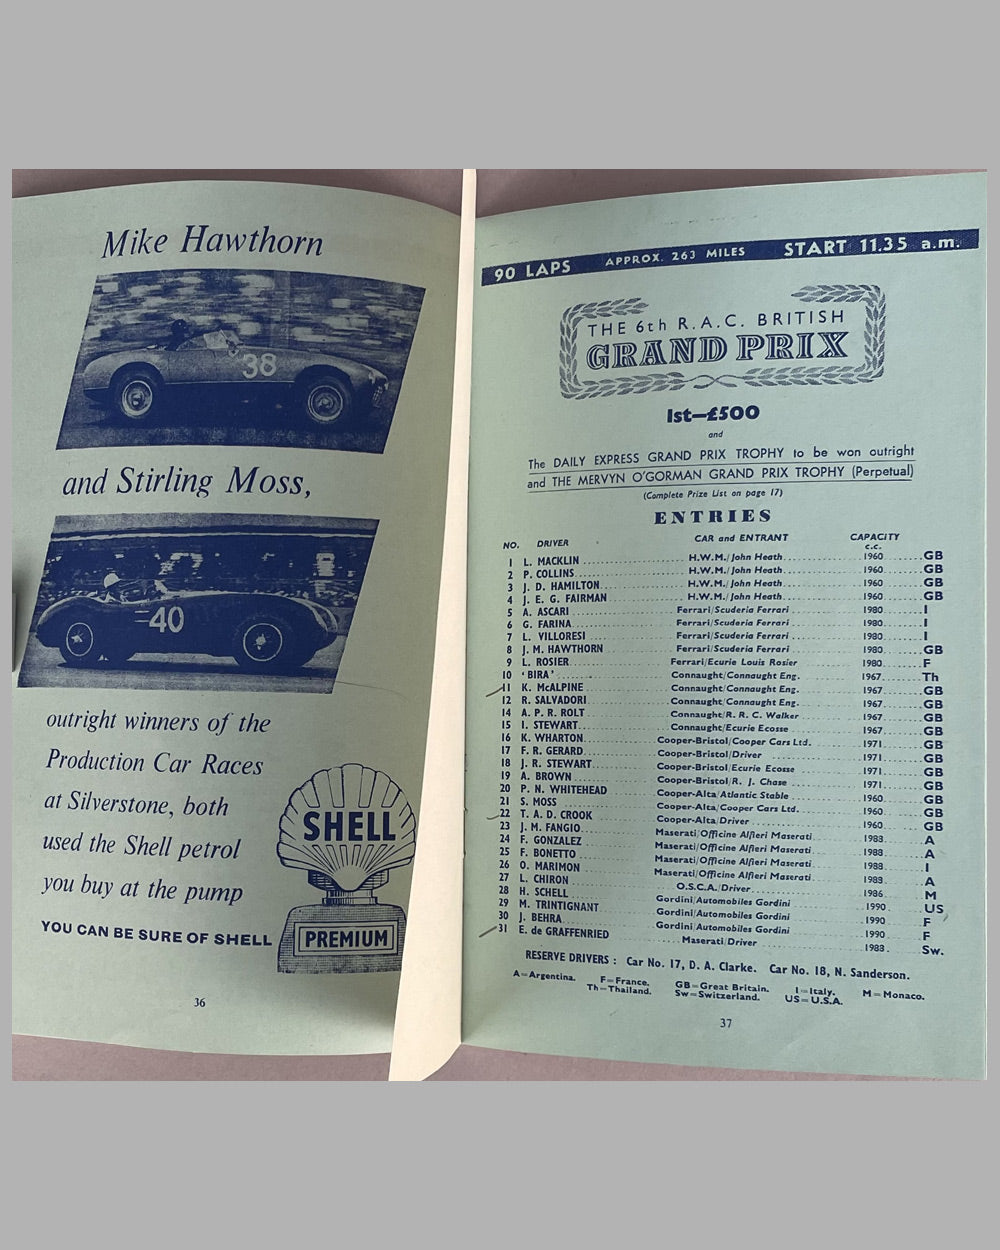 Mike Hawthorn
38
and Stirling Moss,
40
outright winners of the
Production Car Races
at Silverstone, both
used the Shell petrol
you buy at the pump
YOU CAN BE SURE OF SHELL
SHELL
PREMIUM
36
90 LAPS APPROX. 263 MILES START 11.35 a.m.
THE 6th R.A.C. BRITISH
GRAND PRIX
1st—£500
and
The DAILY EXPRESS GRAND PRIX TROPHY to be won outright
and THE MERVYN O'GORMAN GRAND PRIX TROPHY (Perpetual)
(Complete Prize List on page 17)
ENTRIES
NO. DRIVER CAR and ENTRANT CAPACITY
c.c.
1 L. MACKLIN H.W.M./John Heath 1960 GB
2 P. COLLINS H.W.M./John Heath 1960 GB
3 J. D. HAMILTON H.W.M./John Heath 1960 GB
4 J. E. G. FAIRMAN H.W.M./John Heath 1960 GB
5 A. ASCARI Ferrari/Scuderia Ferrari 1980 I
6 G. FARINA Ferrari/Scuderia Ferrari 1980 I
7 L. VILLORESI Ferrari/Scuderia Ferrari 1980 I
8 J. M. HAWTHORN Ferrari/Scuderia Ferrari 1980 GB
9 L. ROSIER Ferrari/Ecurie Louis Rosier 1980 F
10 'BIRA' Connaught/Connaught Eng. 1967 Th
11 K. McALPINE Connaught/Connaught Eng. 1967 GB
12 R. SALVADORI Connaught/Connaught Eng. 1967 GB
14 A. P. R. ROLT Connaught/R. R. C. Walker 1967 GB
15 I. STEWART Connaught/Ecurie Ecosse 1967 GB
16 K. WHARTON Cooper-Bristol/Cooper Cars Ltd. 1971 GB
17 F. R. GERARD Cooper-Bristol/Driver 1971 GB
18 J. R. STEWART Cooper-Bristol/Ecurie Ecosse 1971 GB
19 A. BROWN Cooper-Bristol/R. J. Chase 1971 GB
20 P. N. WHITEHEAD Cooper-Alta/Atlantic Stable 1960 GB
21 S. MOSS Cooper-Alta/Cooper Cars Ltd. 1960 GB
22 T. A. D. CROOK Cooper-Alta/Driver 1960 GB
23 J. M. FANGIO Maserati/Officine Alfieri Maserati 1988 A
24 F. GONZALEZ Maserati/Officine Alfieri Maserati 1988 A
25 F. BONETTO Maserati/Officine Alfieri Maserati 1988 I
26 O. MARIMON Maserati/Officine Alfieri Maserati 1988 A
27 L. CHIRON O.S.C.A./Driver 1986 M
28 H. SCHELL Gordini/Automobiles Gordini 1990 US
29 M. TRINTIGNANT Gordini/Automobiles Gordini 1990 F
30 J. BEHRA Gordini/Automobiles Gordini 1990 F
31 E. de GRAFFENRIED Maserati/Driver 1988 Sw.
RESERVE DRIVERS : Car No. 17, D. A. Clarke. Car No. 18, N. Sanderson.
A=Argentina. F=France. GB=Great Britain. I=Italy. M=Monaco.
Th=Thailand. Sw=Switzerland. US=U.S.A.
37